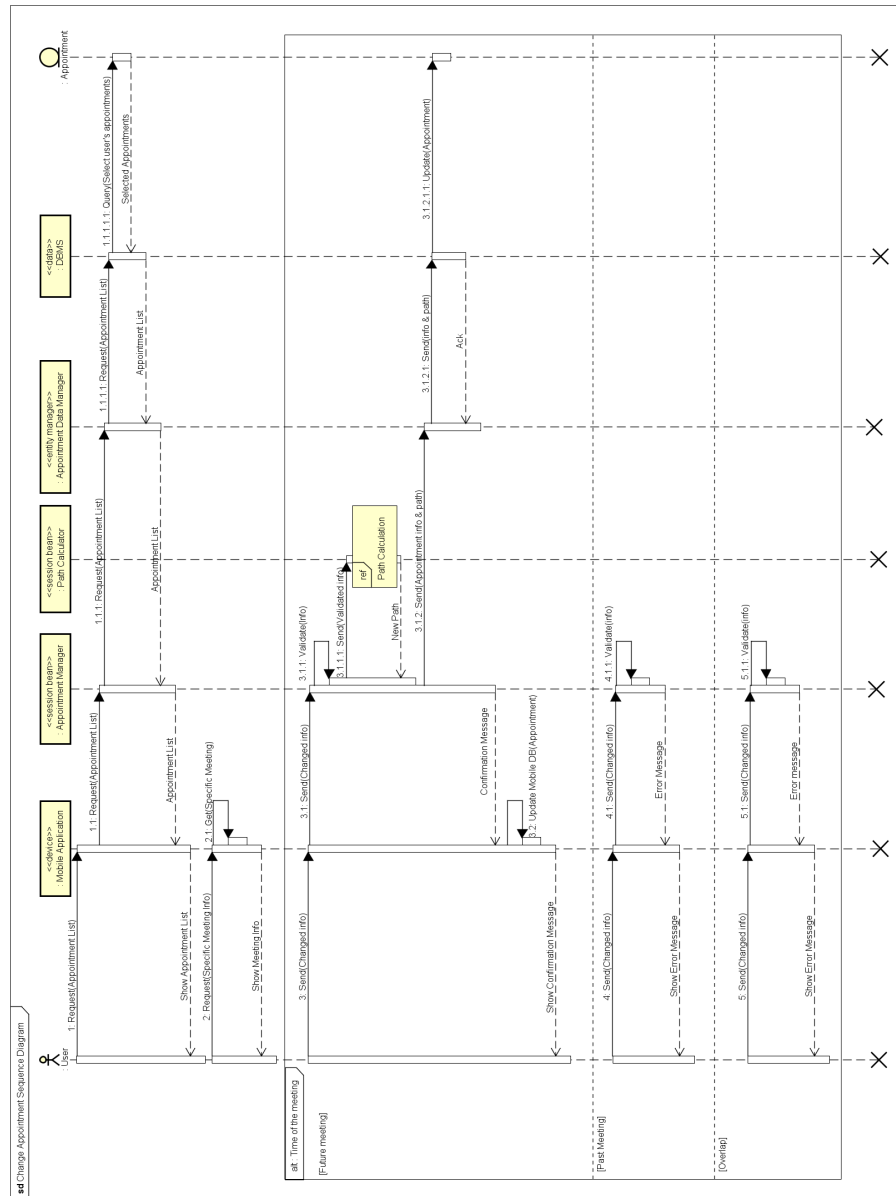 sd Change Appointment Sequence Diagram
: User
<<device>>
: Mobile Application
<<session bean>>
: Appointment Manager
<<session bean>>
: Path Calculator
<<entity manager>>
: Appointment Data Manager
<<data>>
: DBMS
: Appointment
1: Request(Appointment List)
1.1: Request(Appointment List)
1.1.1: Request(Appointment List)
1.1.1.1: Request(Appointment List)
1.1.1.1.1: Query(Select user's appointments)
Selected Appointments
Appointment List
Appointment List
Appointment List
Show Appointment List
2: Request(Specific Meeting Info)
2.1: Get(Specific Meeting)
Show Meeting Info
alt : Time of the meeting
[Future meeting]
3: Send(Changed info)
3.1: Send(Changed info)
3.1.1: Validate(Info)
3.1.1.1: Send(Validated info)
ref
Path Calculation
New Path
3.1.2: Send(Appointment info & path)
3.1.2.1: Send(info & path)
3.1.2.1.1: Update(Appointment)
Ack
Confirmation Message
3.2: Update Mobile DB(Appointment)
Show Confirmation Message
[Past Meeting]
4: Send(Changed info)
4.1: Send(Changed info)
4.1.1: Validate(info)
Error Message
Show Error Message
[Overlap]
5: Send(Changed info)
5.1: Send(Changed info)
5.1.1: Validate(info)
Error message
Show Error Message